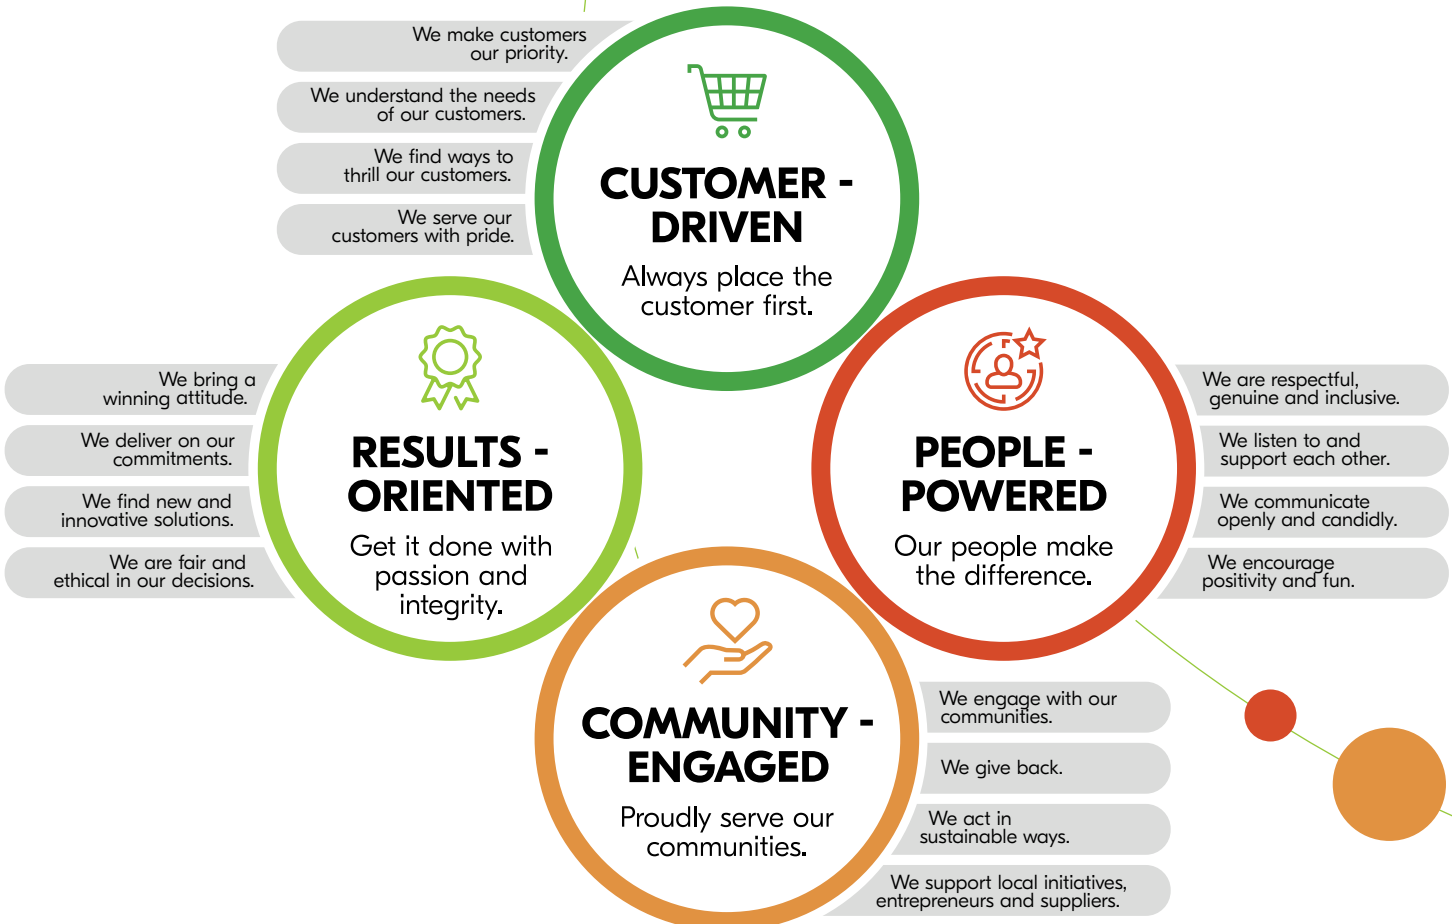 We make customers
our priority.
We understand the needs
of our customers.
We find ways to
thrill our customers.
We serve our
customers with pride.
CUSTOMER -
DRIVEN
Always place the
customer first.
We bring a
winning attitude.
We deliver on our
commitments.
We find new and
innovative solutions.
We are fair and
ethical in our decisions.
RESULTS -
ORIENTED
Get it done with
passion and
integrity.
PEOPLE -
POWERED
Our people make
the difference.
We are respectful,
genuine and inclusive.
We listen to and
support each other.
We communicate
openly and candidly.
We encourage
positivity and fun.
COMMUNITY -
ENGAGED
Proudly serve our
communities.
We engage with our
communities.
We give back.
We act in
sustainable ways.
We support local initiatives,
entrepreneurs and suppliers.